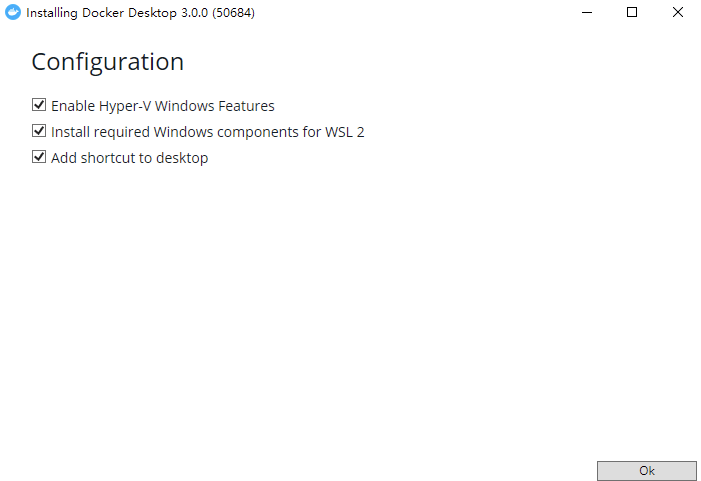 Installing Docker Desktop 3.0.0 (50684)
Configuration
Enable Hyper-V Windows Features
Install required Windows components for WSL 2
Add shortcut to desktop
Ok